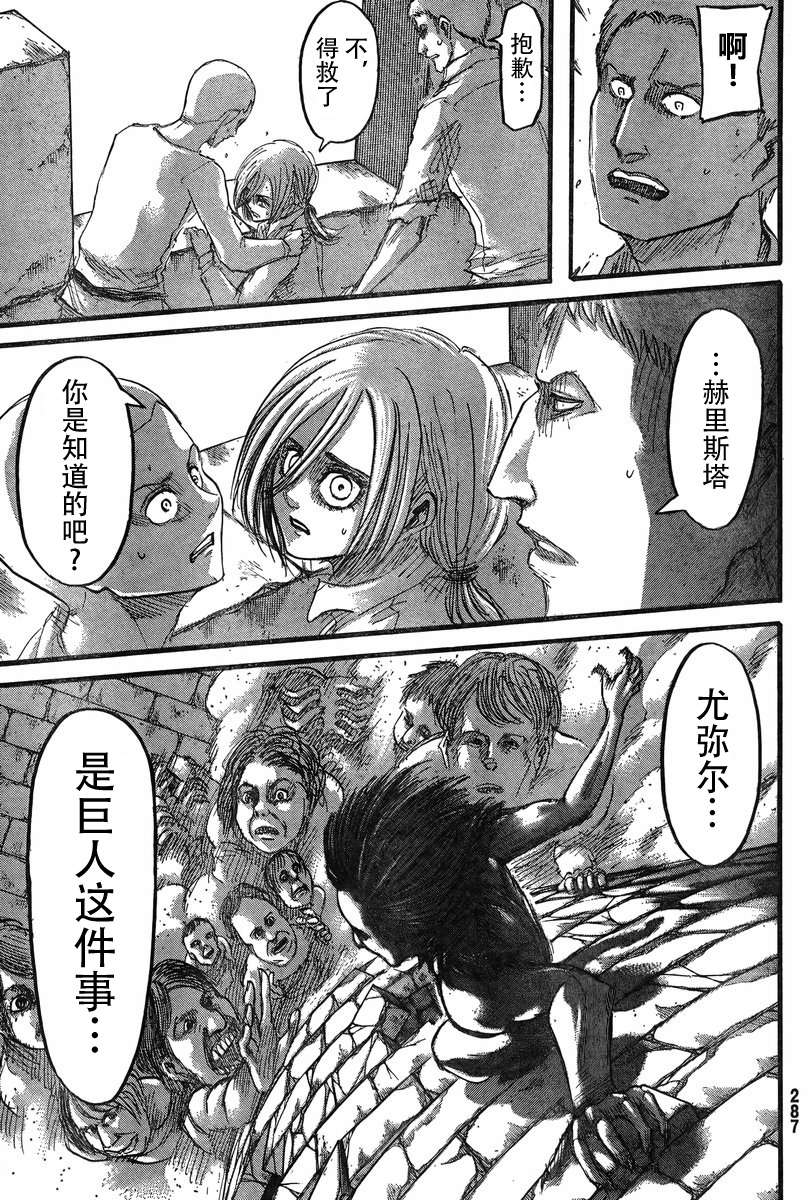 啊！
抱歉…
不，
得救
了
…赫里斯塔
你是知
道的吧？
尤弥尔…
是巨人这件事…
287